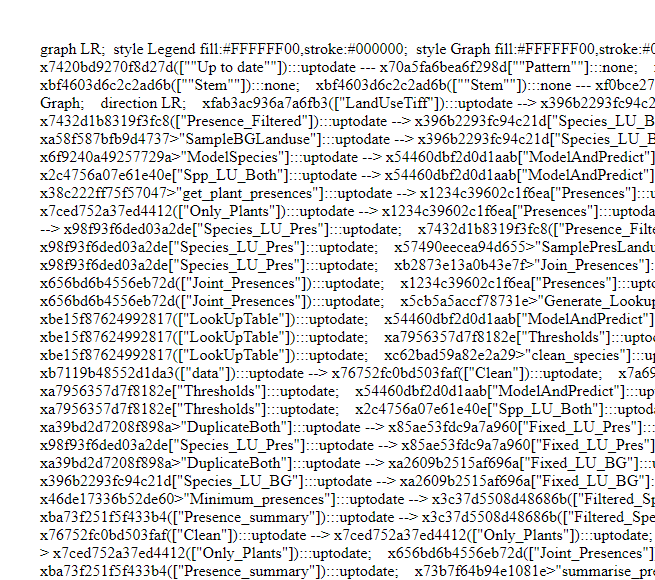 graph LR;  style Legend fill:#FFFFFF00,stroke:#000000;  style Graph fill:#FFFFFF00,stroke:#0
x7420bd9270f8d27d([""Up to date""]):::uptodate --- x70a5fa6bea6f298d[""Pattern""]:::none;
xbf4603d6c2c2ad6b([""Stem""]):::none;    xbf4603d6c2c2ad6b([""Stem""]):::none --- xf0bce27
Graph;    direction LR;    xfab3ac936a7a6fb3(["LandUseTiff"]):::uptodate --> x396b2293fc94c2
x7432d1b8319f3fc8(["Presence_Filtered"]):::uptodate --> x396b2293fc94c21d["Species_LU_B
xa58f587bfb9d4737>"SampleBGLanduse"]:::uptodate --> x396b2293fc94c21d["Species_LU_B
x6f9240a49257729a>"ModelSpecies"]:::uptodate --> x54460dbf2d0d1aab["ModelAndPredict"]
x2c4756a07e61e40e["Spp_LU_Both"]:::uptodate --> x54460dbf2d0d1aab["ModelAndPredict"]
x38c222ff75f57047>"get_plant_presences"]:::uptodate --> x1234c39602c1f6ea["Presences"]:::u
x7ced752a37ed4412(["Only_Plants"]):::uptodate --> x1234c39602c1f6ea["Presences"]:::uptoda
--> x98f93f6ded03a2de["Species_LU_Pres"]:::uptodate;    x7432d1b8319f3fc8(["Presence_Filte
x98f93f6ded03a2de["Species_LU_Pres"]:::uptodate;    x57490eecea94d655>"SamplePresLandu
x98f93f6ded03a2de["Species_LU_Pres"]:::uptodate;    xb2873e13a0b43e7f>"Join_Presences"]:
x656bd6b4556eb72d(["Joint_Presences"]):::uptodate;    x1234c39602c1f6ea["Presences"]:::upto
x656bd6b4556eb72d(["Joint_Presences"]):::uptodate;    x5cb5a5accf78731e>"Generate_Lookup
xbe15f87624992817(["LookUpTable"]):::uptodate;    x54460dbf2d0d1aab["ModelAndPredict"]
xbe15f87624992817(["LookUpTable"]):::uptodate;    xa7956357d7f8182e["Thresholds"]:::uptod
xbe15f87624992817(["LookUpTable"]):::uptodate;    xc62bad59a82e2a29>"clean_species"]:::up
xb7119b48552d1da3(["data"]):::uptodate --> x76752fc0bd503faf(["Clean"]):::uptodate;    x7a69
xa7956357d7f8182e["Thresholds"]:::uptodate;    x54460dbf2d0d1aab["ModelAndPredict"]:::up
xa7956357d7f8182e["Thresholds"]:::uptodate;    x2c4756a07e61e40e["Spp_LU_Both"]:::uptoda
xa39bd2d7208f898a>"DuplicateBoth"]:::uptodate --> x85ae53fdc9a7a960["Fixed_LU_Pres"]:::
x98f93f6ded03a2de["Species_LU_Pres"]:::uptodate --> x85ae53fdc9a7a960["Fixed_LU_Pres"]
xa39bd2d7208f898a>"DuplicateBoth"]:::uptodate --> xa2609b2515af696a["Fixed_LU_BG"]:::
x396b2293fc94c21d["Species_LU_BG"]:::uptodate --> xa2609b2515af696a["Fixed_LU_BG"]:
x46de17336b52de60>"Minimum_presences"]:::uptodate --> x3c37d5508d48686b(["Filtered_Sp
xba73f251f5f433b4(["Presence_summary"]):::uptodate --> x3c37d5508d48686b(["Filtered_Spe
x76752fc0bd503faf(["Clean"]):::uptodate --> x7ced752a37ed4412(["Only_Plants"]):::uptodate;
> x7ced752a37ed4412(["Only_Plants"]):::uptodate;    x656bd6b4556eb72d(["Joint_Presences"]
xba73f251f5f433b4(["Presence_summary"]):::uptodate;    x73b7f64b94e1081e>"summarise_pre